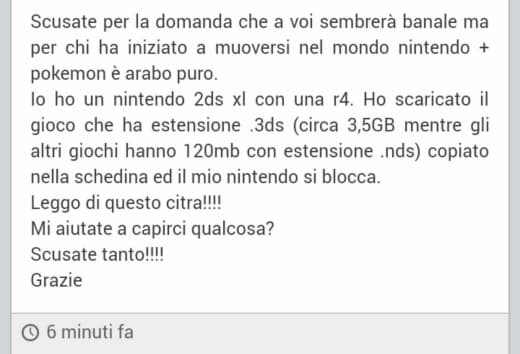 Scusate per la domanda che a voi sembrerà banale ma
per chi ha iniziato a muoversi nel mondo nintendo +
pokemon è arabo puro.
Io ho un nintendo 2ds xl con una r4. Ho scaricato il
gioco che ha estensione .3ds (circa 3,5GB mentre gli
altri giochi hanno 120mb con estensione .nds) copiato
nella schedina ed il mio nintendo si blocca.
Leggo di questo citra!!!!
Mi aiutate a capirci qualcosa?
Scusate tanto!!!!
Grazie
6 minuti fa